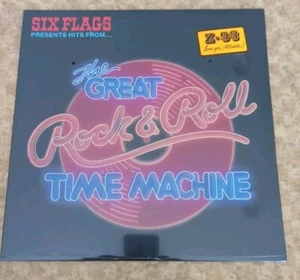 SIX FLAGS
PRESENTS HITS FROM...
Z·93
The
GREAT
Rock & Roll
TIME MACHINE